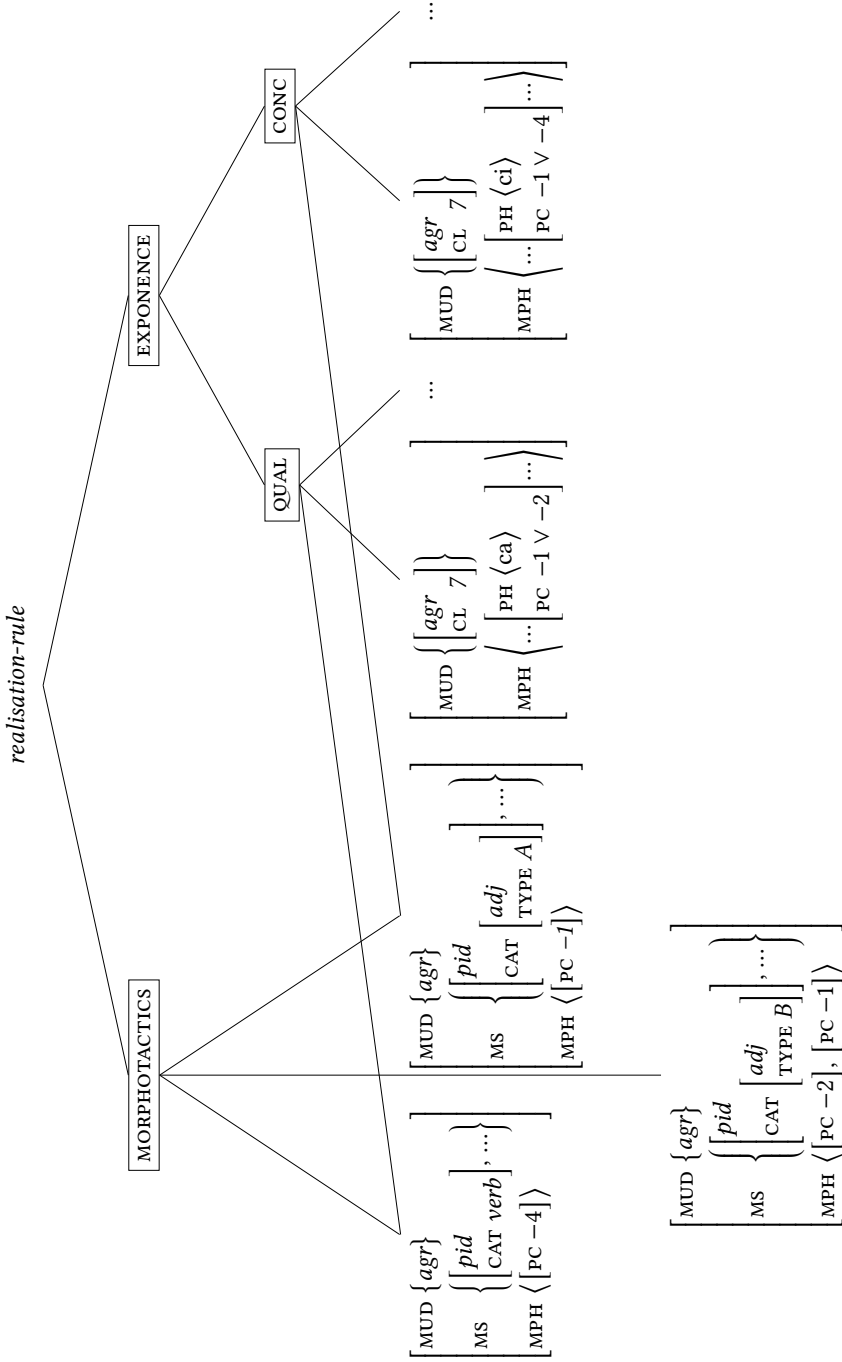 realisation-rule
MORPHOTACTICS
EXPONENCE
QUAL
CONC
[MUD {agr}
MS {[pid
CAT verb], ...}
MPH ⟨[PC −4]⟩]
[MUD {agr}
MS {[pid
CAT [adj
TYPE A]], ...}
MPH ⟨[PC −1]⟩]
[MUD {[agr
CL 7]}
MPH ⟨... [PH ⟨ca⟩
PC −1 ∨ −2] ...⟩]
...
[MUD {[agr
CL 7]}
MPH ⟨... [PH ⟨ci⟩
PC −1 ∨ −4] ...⟩]
...
[MUD {agr}
MS {[pid
CAT [adj
TYPE B]], ...}
MPH ⟨[PC −2], [PC −1]⟩]